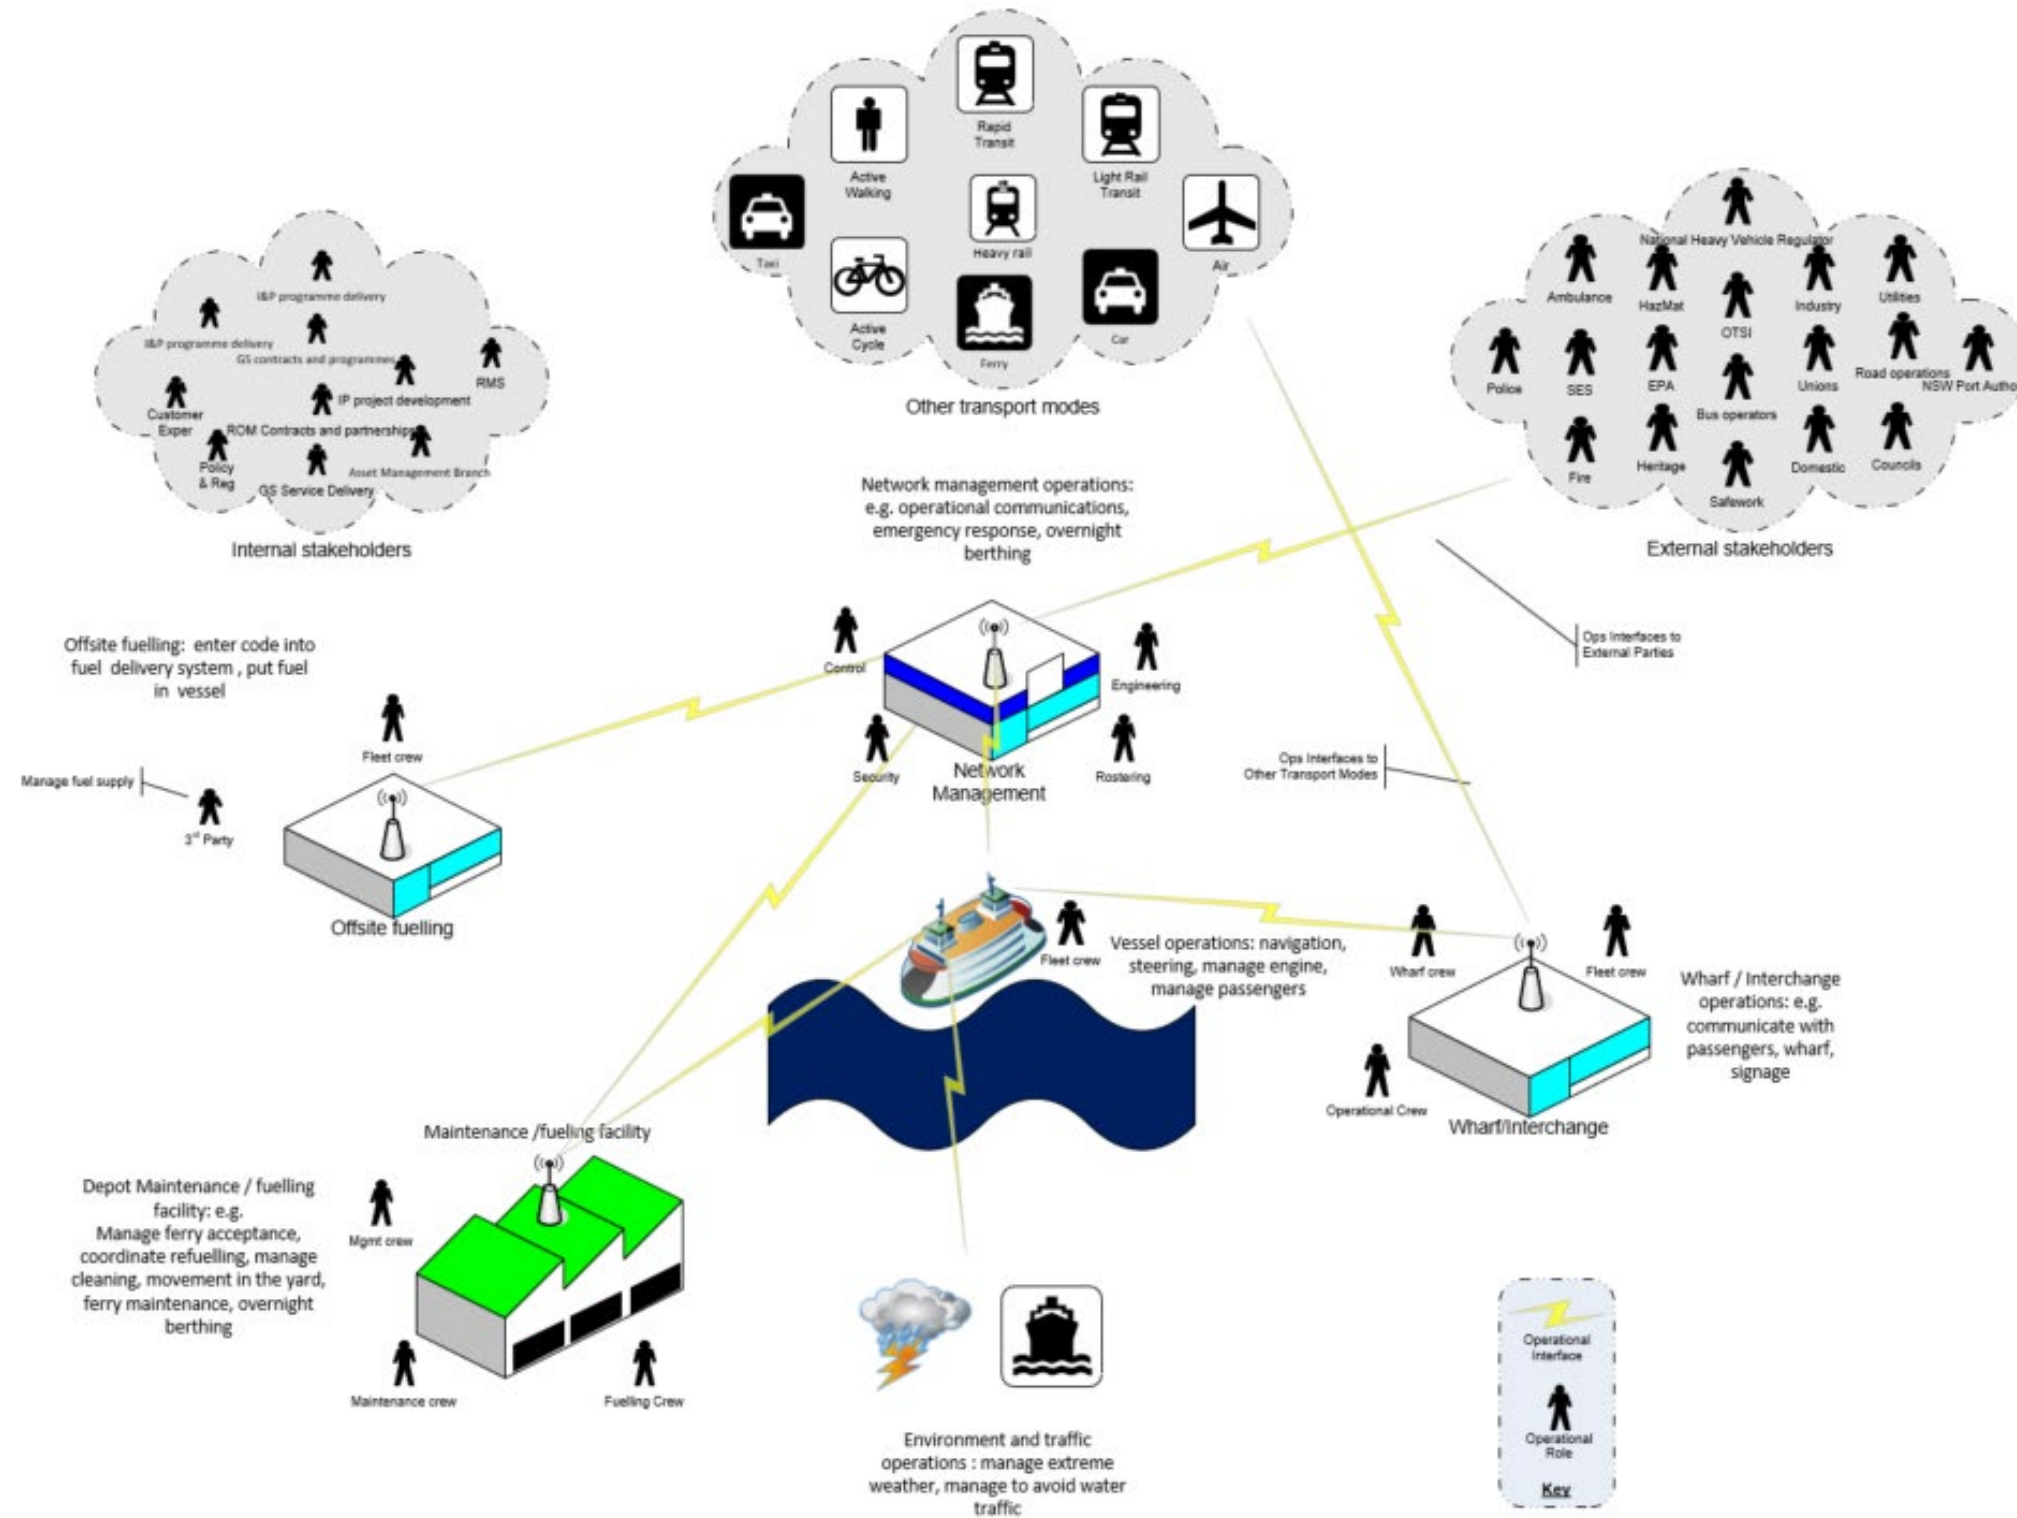 Rapid
Transit
Active
Walking
Light Rail
Transit
Taxi
Heavy rail
Air
Active
Cycle
Ferry
Car
Other transport modes
I&P programme delivery
I&P programme delivery
GS contracts and programmes
RMS
IP project development
Customer
Exper
ROM Contracts and partnerships
Policy
& Reg
Asset Management Branch
GS Service Delivery
Internal stakeholders
National Heavy Vehicle Regulator
Ambulance
HazMat
Industry
Utilities
OTSI
Police
SES
EPA
Unions
Road operations
NSW Port Autho
Bus operators
Fire
Heritage
Domestic
Councils
Safework
External stakeholders
Network management operations:
e.g. operational communications,
emergency response, overnight
berthing
Ops Interfaces to
External Parties
Offsite fuelling: enter code into
fuel delivery system , put fuel
in vessel
Control
Engineering
Security
Rostering
Network
Management
Fleet crew
Manage fuel supply
3rd Party
Offsite fuelling
Ops Interfaces to
Other Transport Modes
Fleet crew
Vessel operations: navigation,
steering, manage engine,
manage passengers
Wharf crew
Fleet crew
Wharf / Interchange
operations: e.g.
communicate with
passengers, wharf,
signage
Operational Crew
Wharf/Interchange
Maintenance /fueling facility
Depot Maintenance / fuelling
facility: e.g.
Manage ferry acceptance,
coordinate refuelling, manage
cleaning, movement in the yard,
ferry maintenance, overnight
berthing
Mgmt crew
Maintenance crew
Fuelling Crew
Environment and traffic
operations : manage extreme
weather, manage to avoid water
traffic
Operational
Interface
Operational
Role
Key